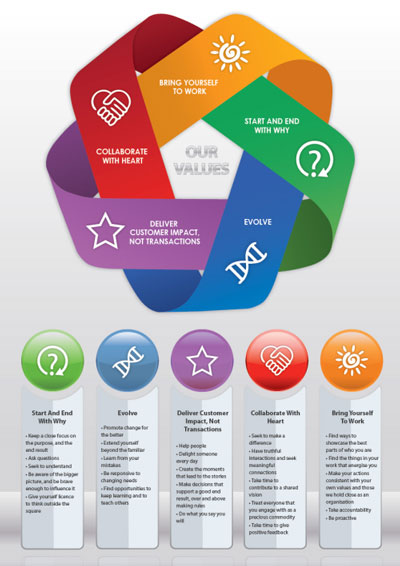 BRING YOURSELF
TO WORK
START AND END
WITH WHY
COLLABORATE
WITH HEART
OUR
VALUES
DELIVER
CUSTOMER IMPACT,
NOT TRANSACTIONS
EVOLVE
Start And End
With Why
• Keep a close focus
on the purpose, and the
end result
• Ask questions
• Seek to understand
• Be aware of the bigger
picture, and be brave
enough to influence it
• Give yourself licence
to think outside the
square
Evolve
• Promote change for
the better
• Extend yourself
beyond the familiar
• Learn from your
mistakes
• Be responsive to
changing needs
• Find opportunities to
keep learning and to
teach others
Deliver Customer
Impact, Not
Transactions
• Help people
• Delight someone
every day
• Create the moments
that lead to the stories
• Make decisions that
support a good end
result, over and above
making rules
• Do what you say you
will
Collaborate With
Heart
• Seek to make a
difference
• Have truthful
interactions and seek
meaningful
connections
• Take time to
contribute to a shared
vision
• Treat everyone that
you engage with as a
precious commodity
• Take time to give
positive feedback
Bring Yourself
To Work
• Find ways to
showcase the best
parts of who you are
• Find the things in your
work that energise you
• Make your actions
consistent with your
own values and those
we hold close as an
organisation
• Take accountability
• Be proactive